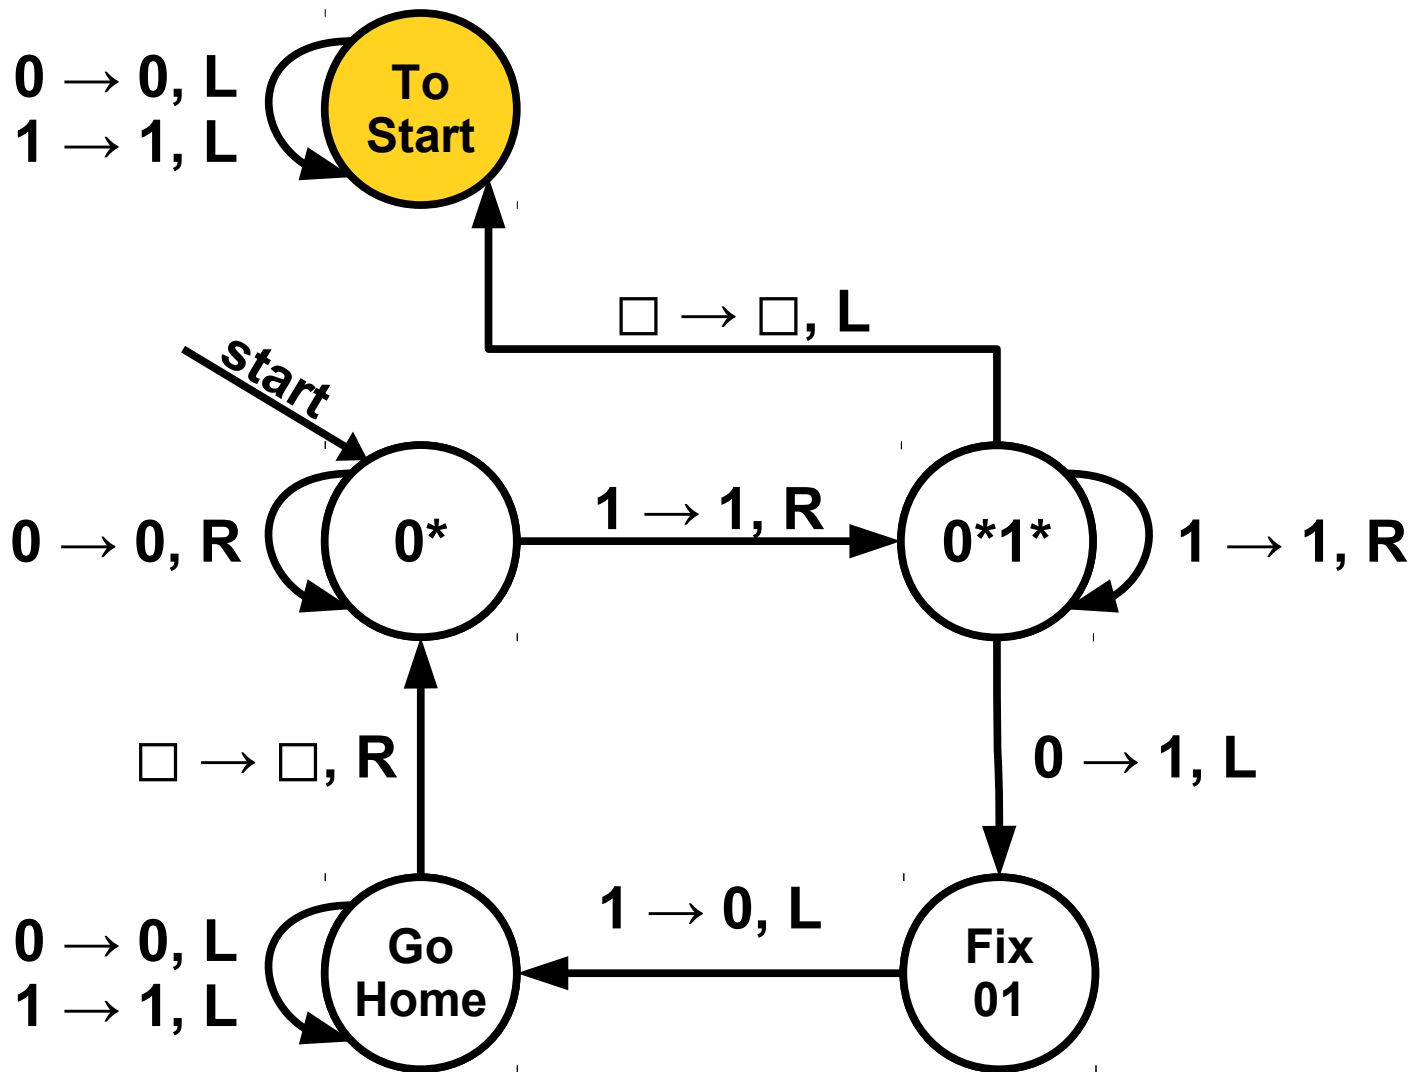 0 → 0, L
1 → 1, L
To
Start
□ → □, L
start
0 → 0, R
0*
1 → 1, R
0*1*
1 → 1, R
□ → □, R
0 → 1, L
0 → 0, L
1 → 1, L
Go
Home
1 → 0, L
Fix
01